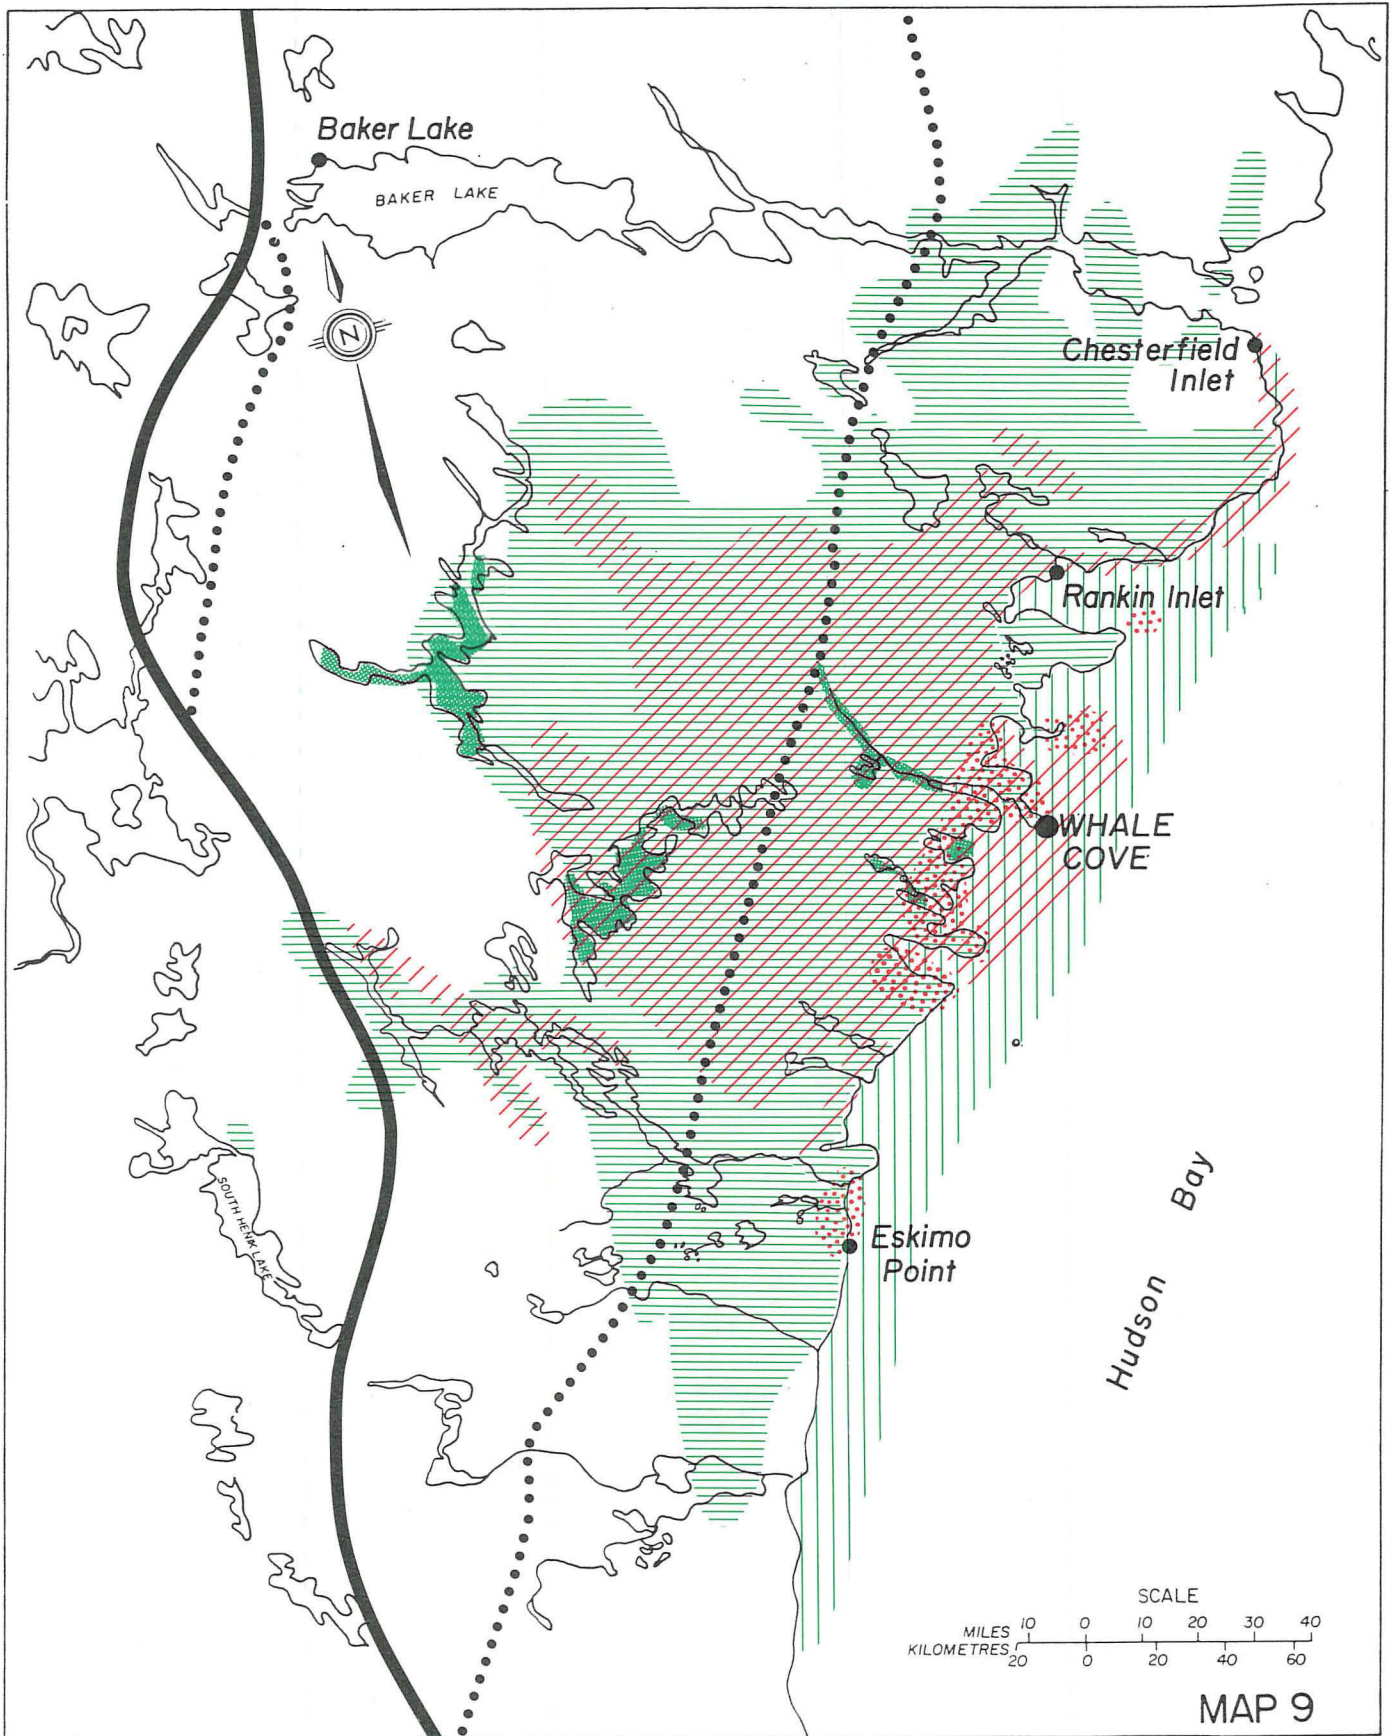 Baker Lake
BAKER LAKE
N
Chesterfield
Inlet
Rankin Inlet
WHALE
COVE
SOUTH HENIK LAKE
Eskimo
Point
Hudson Bay
SCALE
MILES 10 0 10 20 30 40
KILOMETRES 20 0 20 40 60
MAP 9